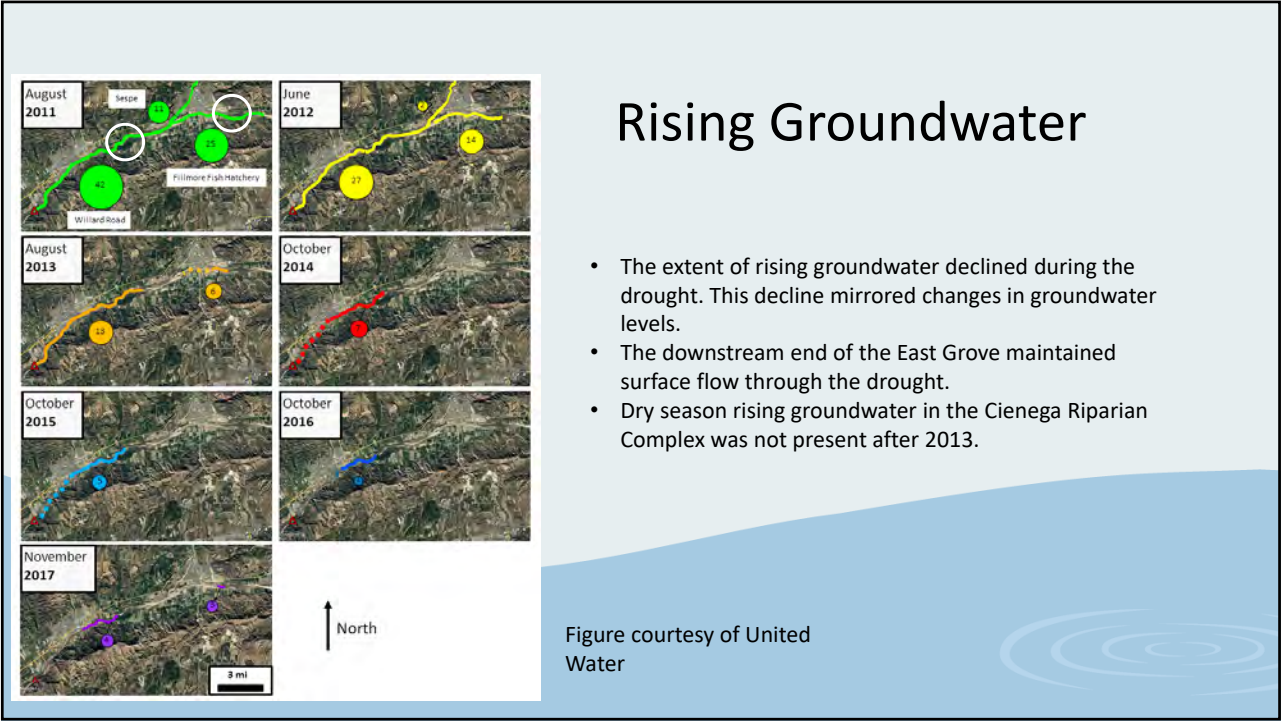 Rising Groundwater
August
2011
Sespe
11
25
Fillmore Fish Hatchery
42
Willard Road
June
2012
14
27
August
2013
6
13
October
2014
7
October
2015
5
October
2016
November
2017
4
North
3 mi
• The extent of rising groundwater declined during the
drought. This decline mirrored changes in groundwater
levels.
• The downstream end of the East Grove maintained
surface flow through the drought.
• Dry season rising groundwater in the Cienega Riparian
Complex was not present after 2013.
Figure courtesy of United
Water